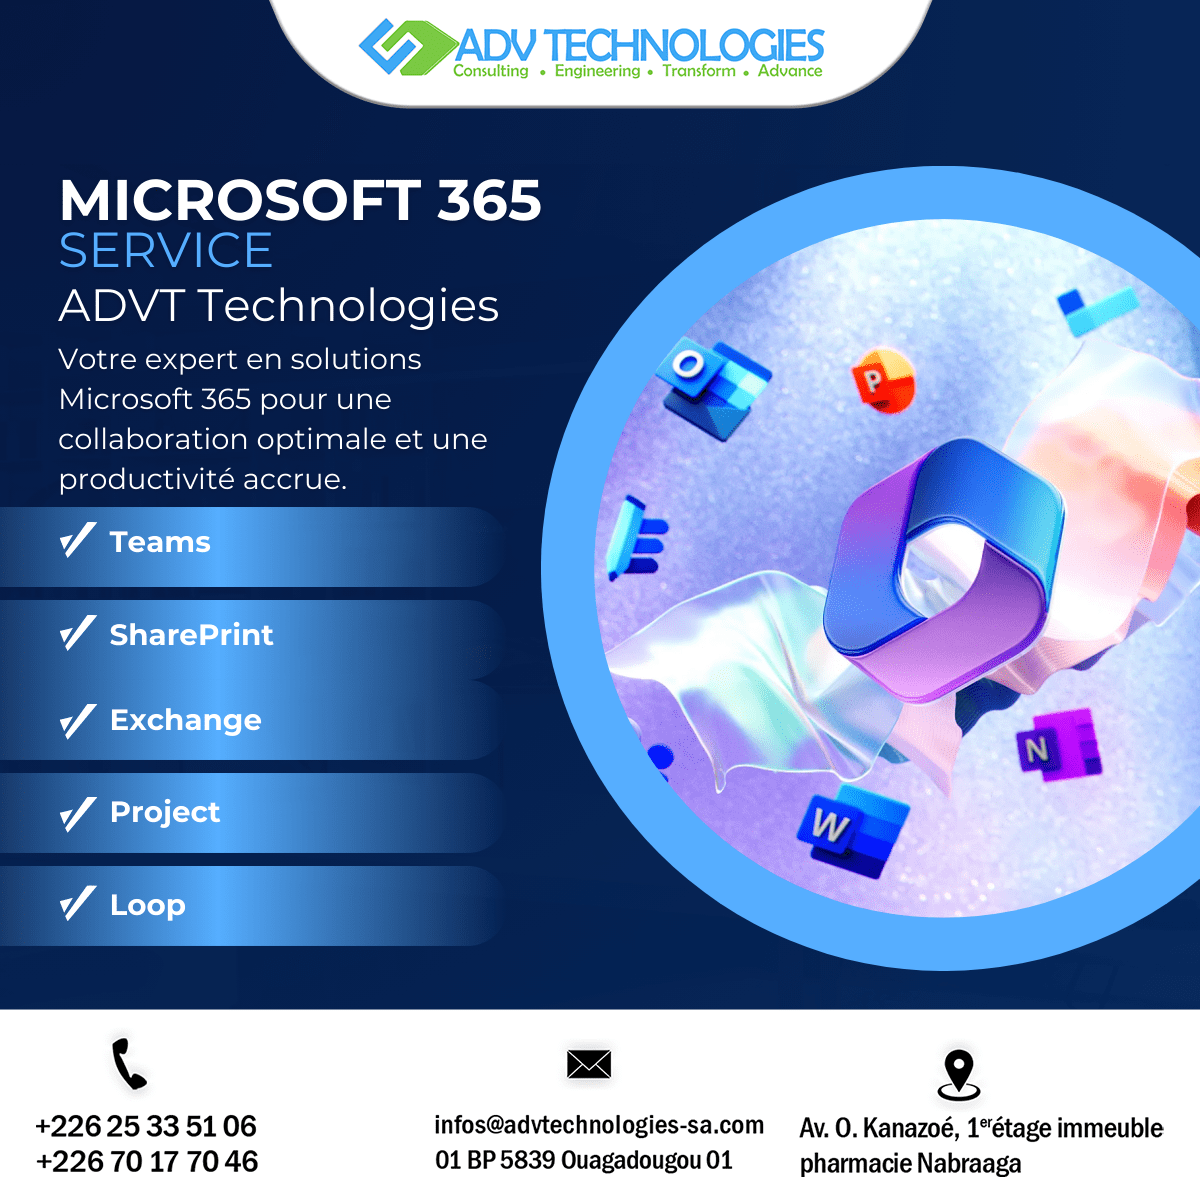 ADV TECHNOLOGIES
Consulting • Engineering • Transform • Advance
MICROSOFT 365
SERVICE
ADVT Technologies
Votre expert en solutions
Microsoft 365 pour une
collaboration optimale et une
productivité accrue.
Teams
SharePrint
Exchange
Project
Loop
O
P
N
W
+226 25 33 51 06
+226 70 17 70 46
infos@advtechnologies-sa.com
01 BP 5839 Ouagadougou 01
Av. O. Kanazoé, 1erétage immeuble
pharmacie Nabraaga